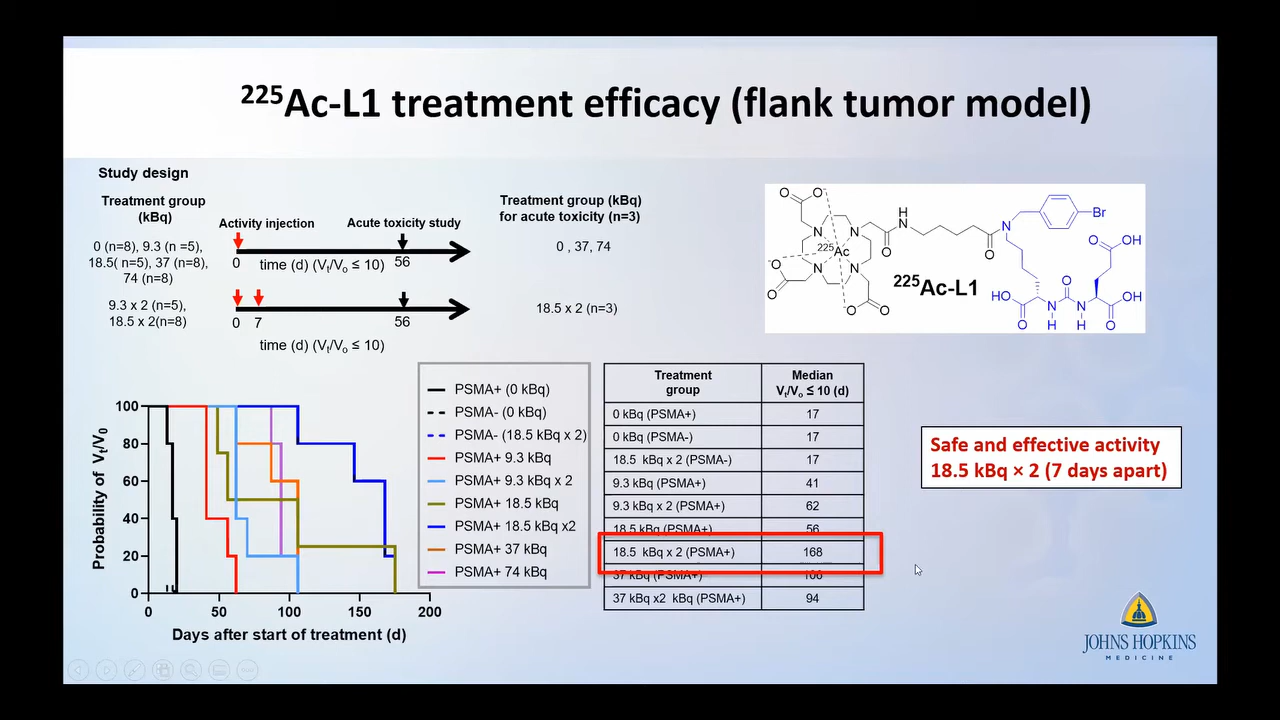 ²²⁵Ac-L1 treatment efficacy (flank tumor model)
Study design
Treatment group
(kBq)
Activity injection
Acute toxicity study
Treatment group (kBq)
for acute toxicity (n=3)
0 (n=8), 9.3 (n =5),
18.5( n=5), 37 (n=8),
74 (n=8)
0
time (d) (Vt/Vo ≤ 10)
56
0 , 37, 74
9.3 x 2 (n=5),
18.5 x 2(n=8)
0
7
56
time (d) (Vt/Vo ≤ 10)
18.5 x 2 (n=3)
O
O⁻
N
N
N
N
²²⁵Ac
⁻O
O
⁻O
O
O
H
N
O
N
Br
HO
O
N
H
O
N
H
O
OH
OH
O
²²⁵Ac-L1
Probability of Vt/V0
100
80
60
40
20
0
0
50
100
150
200
Days after start of treatment (d)
PSMA+ (0 kBq)
PSMA- (0 kBq)
PSMA- (18.5 kBq x 2)
PSMA+ 9.3 kBq
PSMA+ 9.3 kBq x 2
PSMA+ 18.5 kBq
PSMA+ 18.5 kBq x2
PSMA+ 37 kBq
PSMA+ 74 kBq
Treatment
group
Median
Vt/Vo ≤ 10 (d)
0 kBq (PSMA+) 17
0 kBq (PSMA-) 17
18.5 kBq x 2 (PSMA-) 17
9.3 kBq (PSMA+) 41
9.3 kBq x 2 (PSMA+) 62
18.5 kBq (PSMA+) 56
18.5 kBq x 2 (PSMA+) 168
37 kBq (PSMA+) 106
37 kBq x2 kBq (PSMA+) 94
Safe and effective activity
18.5 kBq × 2 (7 days apart)
JOHNS HOPKINS
MEDICINE